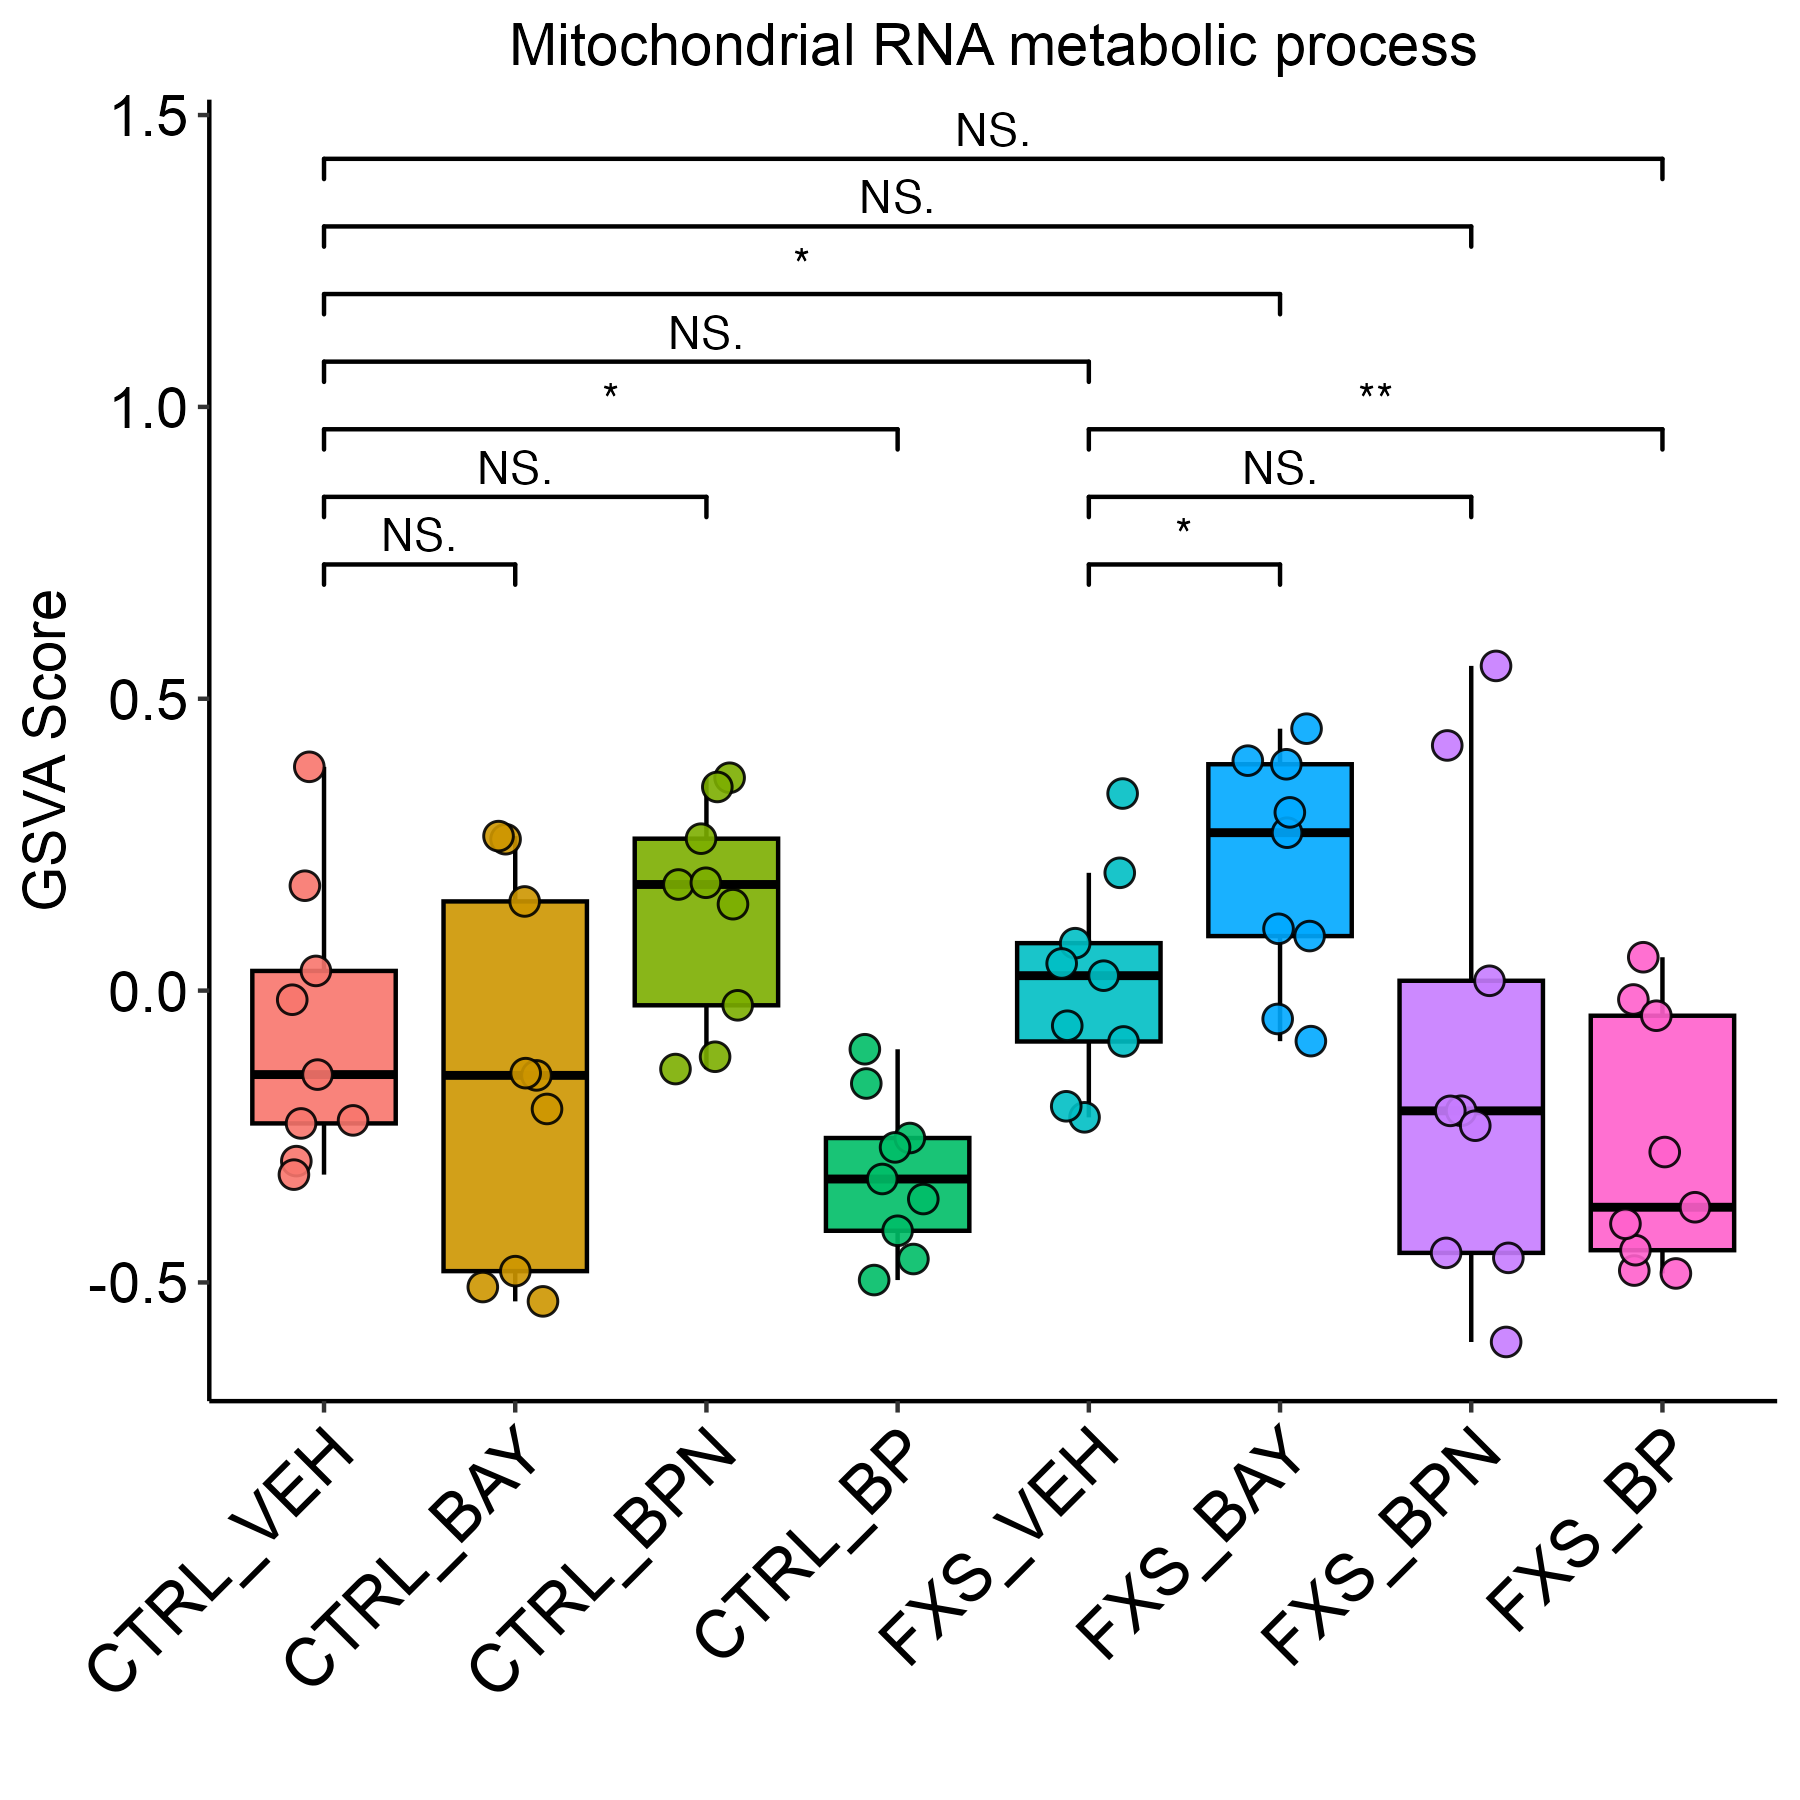 Mitochondrial RNA metabolic process
1.5
1.0
0.5
0.0
-0.5
GSVA Score
NS.
NS.
*
NS.
*
**
NS.
NS.
NS.
*
CTRL_VEH
CTRL_BAY
CTRL_BPN
CTRL_BP
FXS_VEH
FXS_BAY
FXS_BPN
FXS_BP